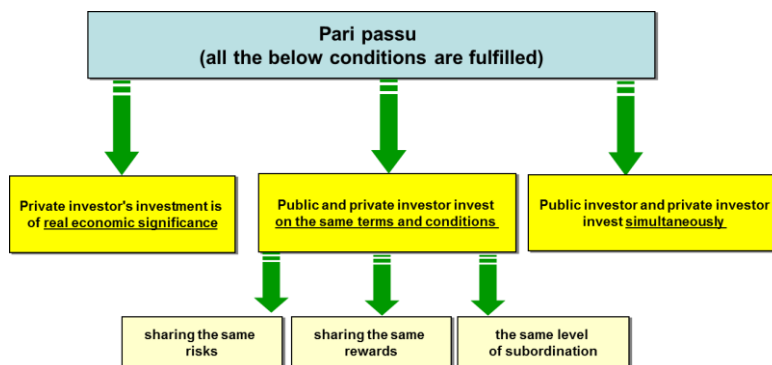 Pari passu
(all the below conditions are fulfilled)
Private investor's investment is
of real economic significance
Public and private investor invest
on the same terms and conditions
Public investor and private investor
invest simultaneously
sharing the same
risks
sharing the same
rewards
the same level
of subordination